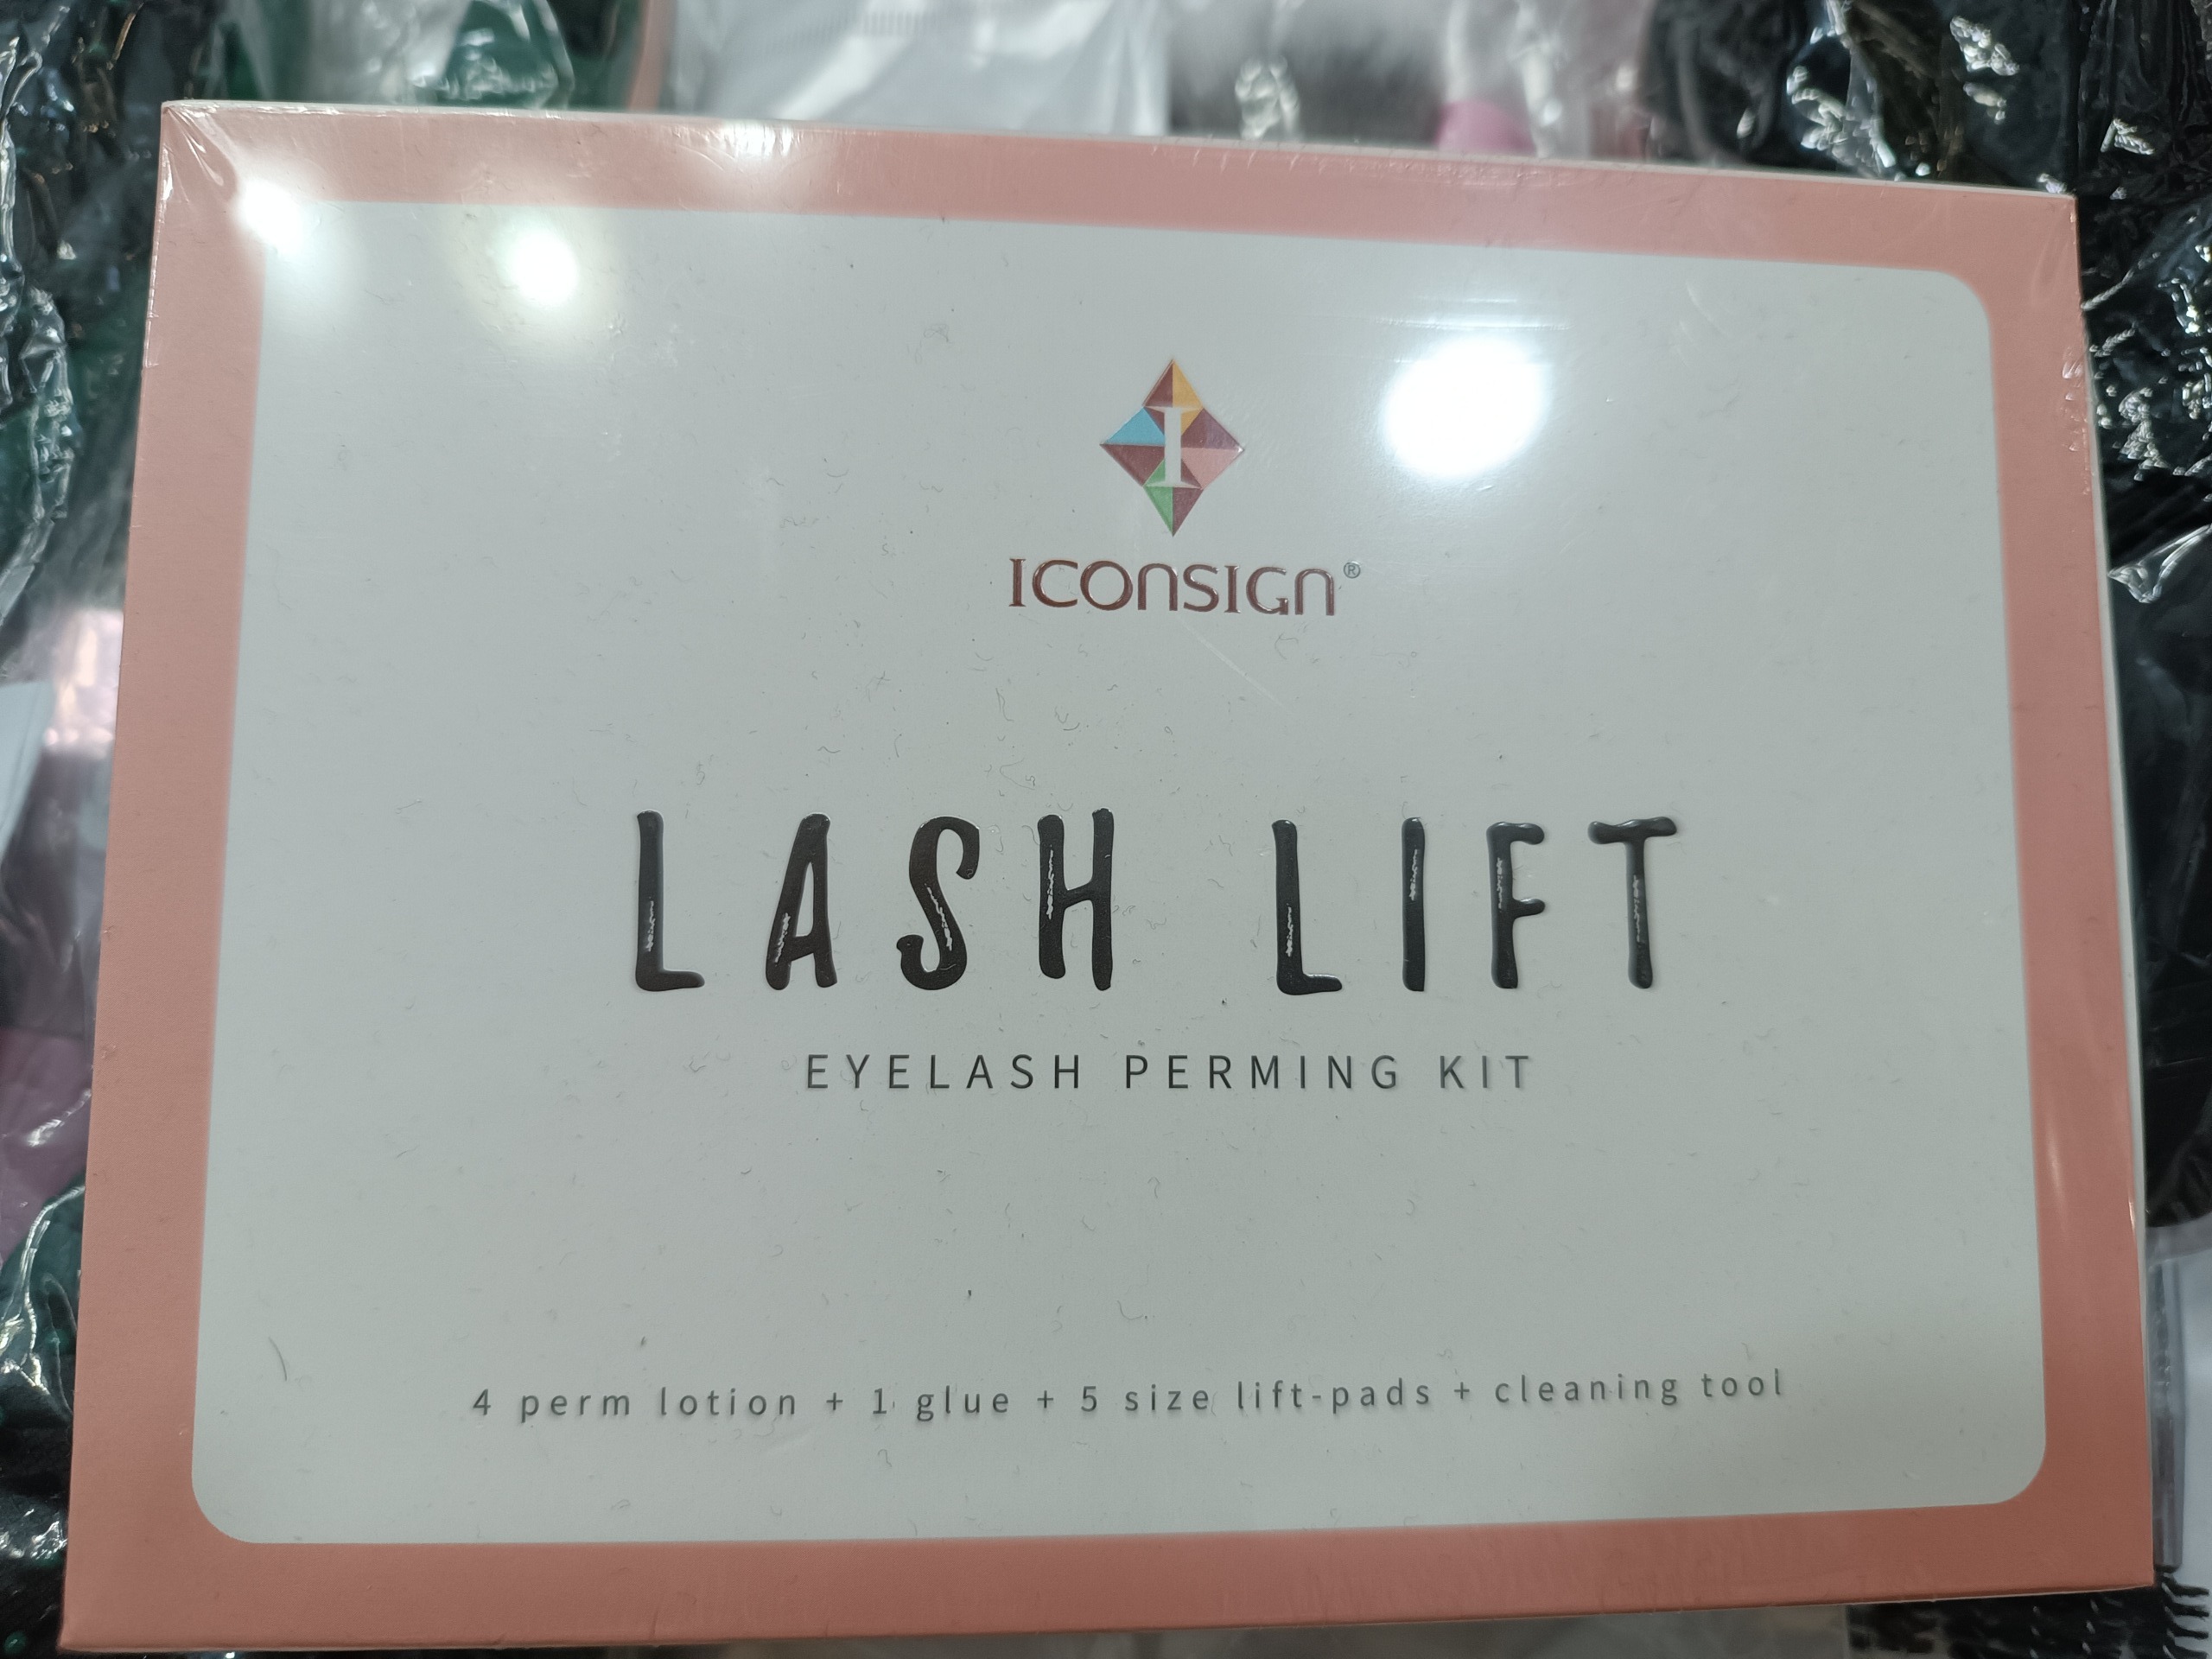 I
ICONSIGN®
LASH LIFT
EYELASH PERMING KIT
4 perm lotion + 1 glue + 5 size lift-pads + cleaning tool